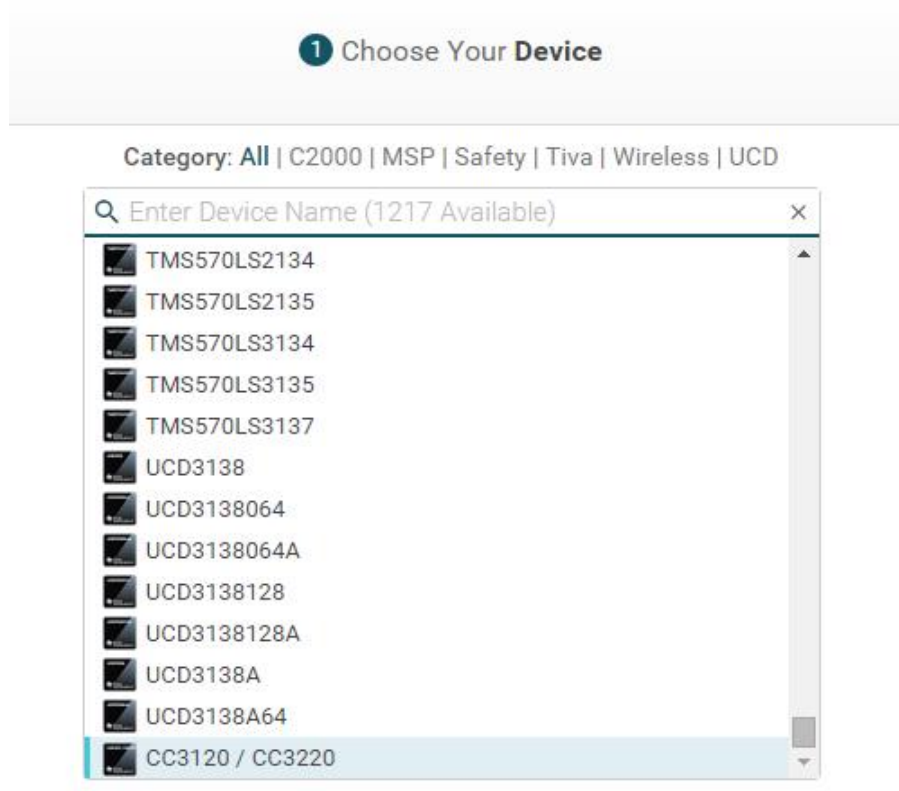 1 Choose Your Device
Category: All | C2000 | MSP | Safety | Tiva | Wireless | UCD
Enter Device Name (1217 Available) ×
TMS570LS2134
TMS570LS2135
TMS570LS3134
TMS570LS3135
TMS570LS3137
UCD3138
UCD3138064
UCD3138064A
UCD3138128
UCD3138128A
UCD3138A
UCD3138A64
CC3120 / CC3220